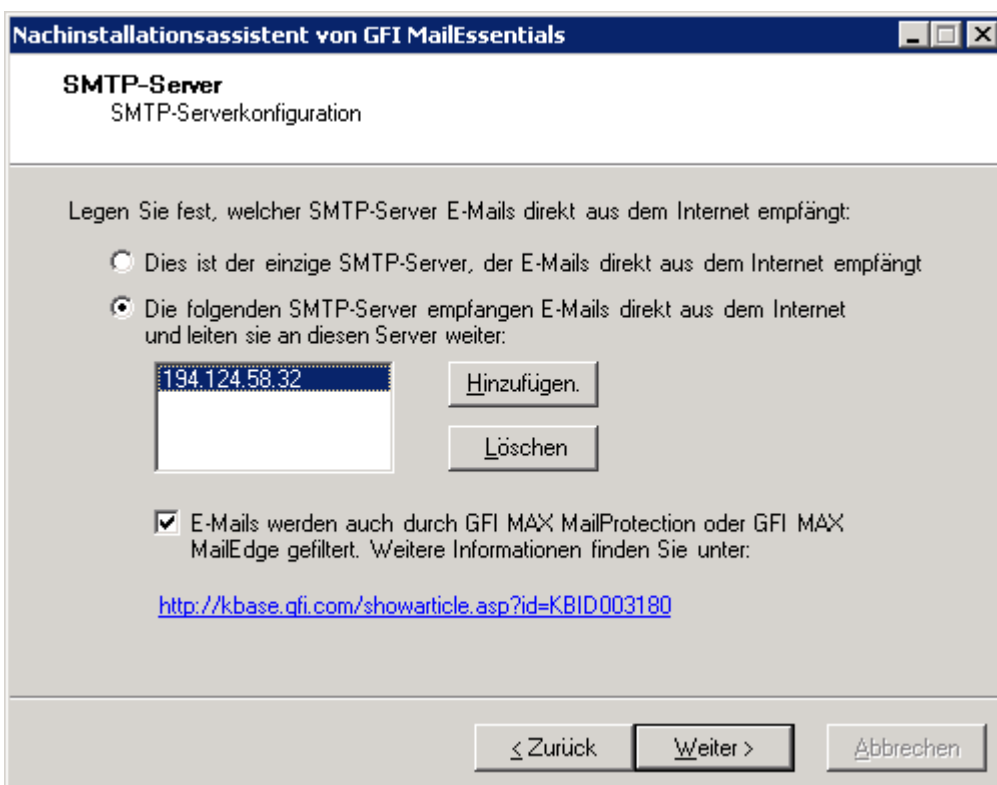 Nachinstallationsassistent von GFI MailEssentials
SMTP-Server
SMTP-Serverkonfiguration
Legen Sie fest, welcher SMTP-Server E-Mails direkt aus dem Internet empfängt:
Dies ist der einzige SMTP-Server, der E-Mails direkt aus dem Internet empfängt
Die folgenden SMTP-Server empfangen E-Mails direkt aus dem Internet
und leiten sie an diesen Server weiter:
194.124.58.32
Hinzufügen.
Löschen
E-Mails werden auch durch GFI MAX MailProtection oder GFI MAX
MailEdge gefiltert. Weitere Informationen finden Sie unter:
http://kbase.gfi.com/showarticle.asp?id=KBID003180
< Zurück
Weiter >
Abbrechen